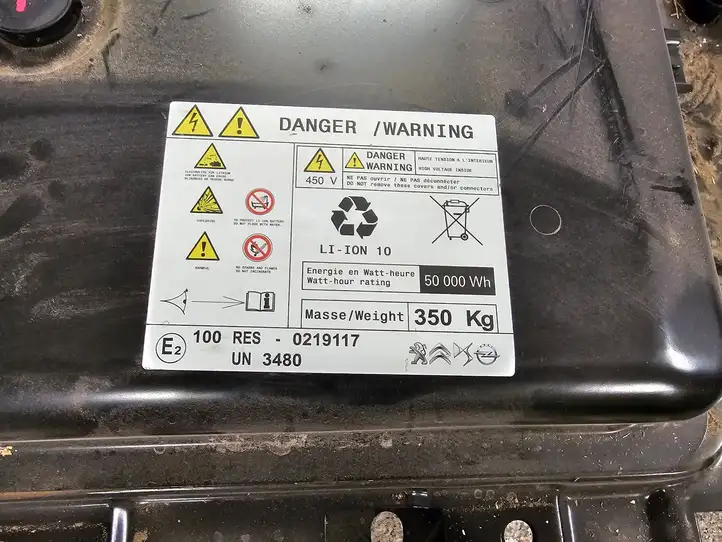 DANGER /WARNING
DANGER
WARNING
HAUTE TENSION A L'INTERIEUR
HIGH VOLTAGE INSIDE
450 V
NE PAS ouvrir / NE PAS déconnecter
DO NOT remove these covers and/or connectors
EXPLOSIVE
HARMFUL
LI-ION 10
Energie en Watt-heure
Watt-hour rating
50 000 Wh
Masse/Weight
350 Kg
E2
100 RES - 0219117
UN 3480